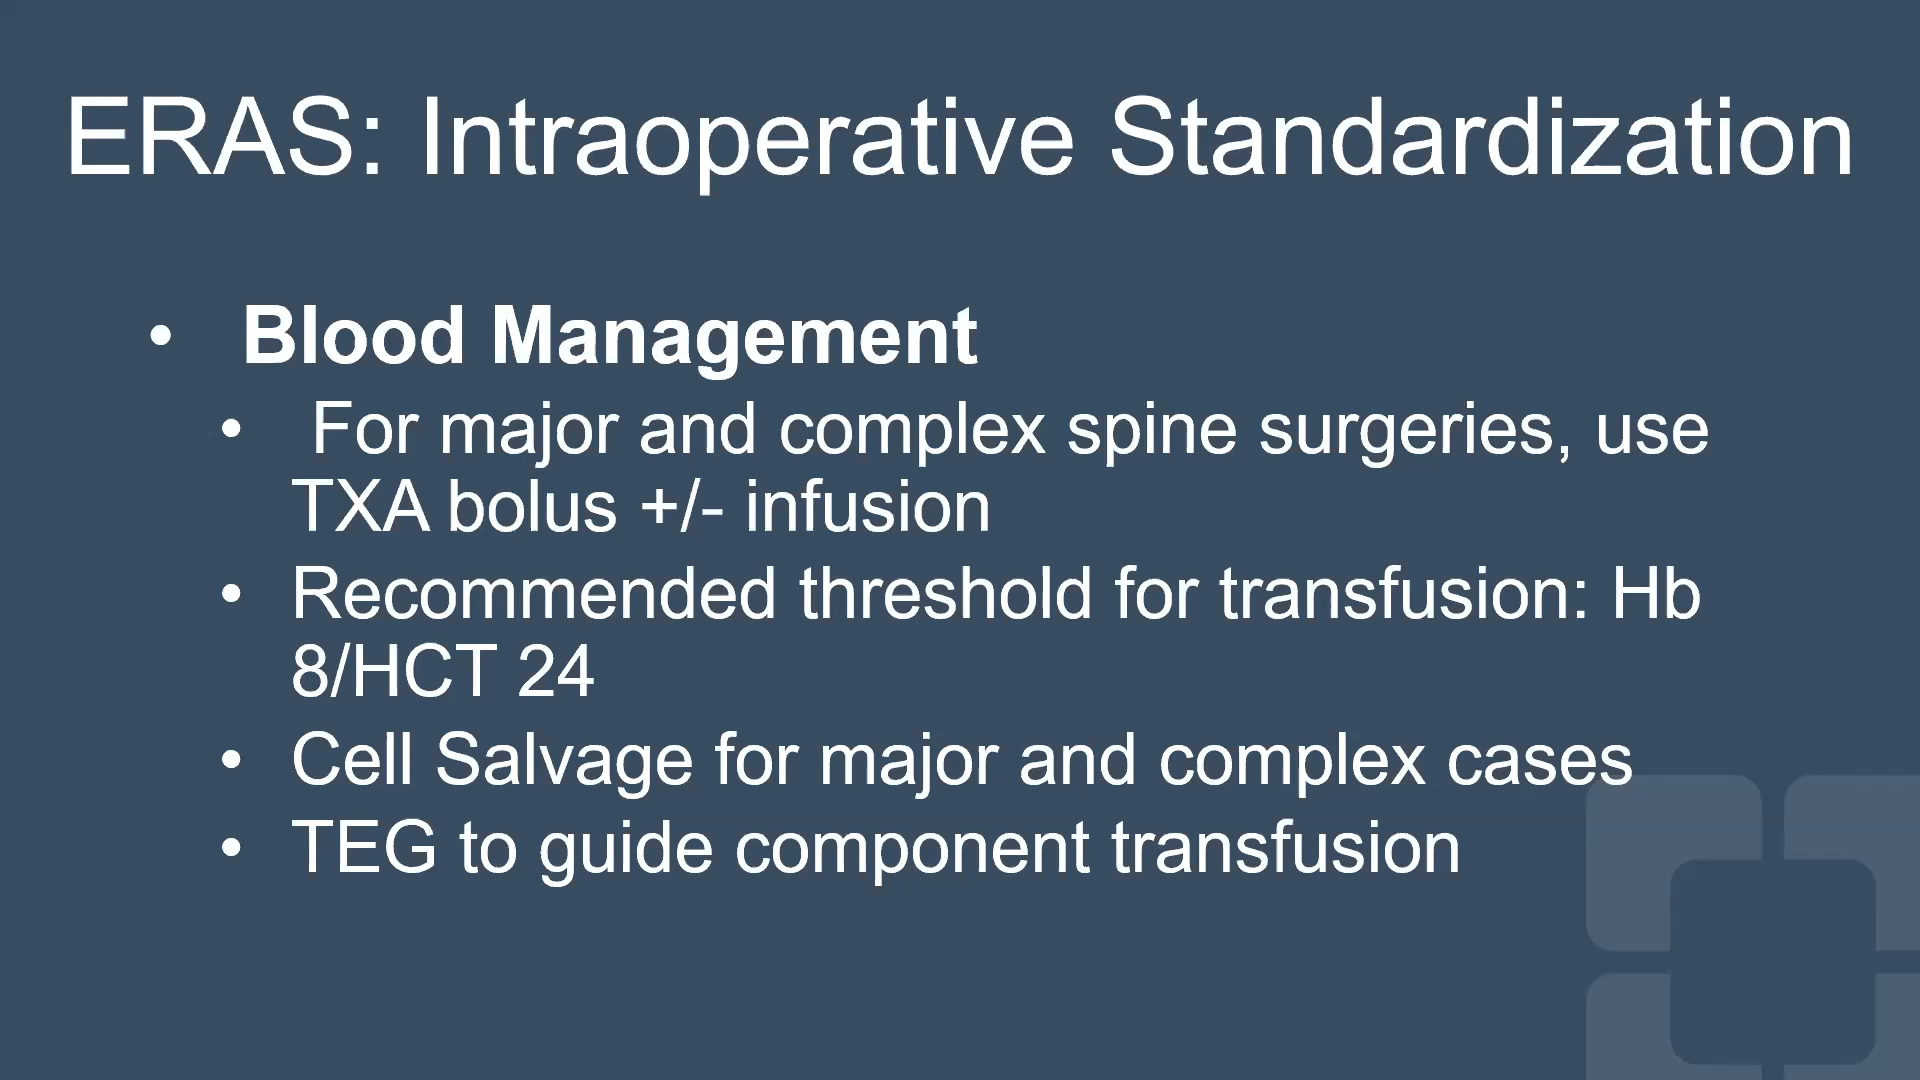 ERAS: Intraoperative Standardization
• Blood Management
• For major and complex spine surgeries, use
TXA bolus +/- infusion
• Recommended threshold for transfusion: Hb
8/HCT 24
• Cell Salvage for major and complex cases
• TEG to guide component transfusion